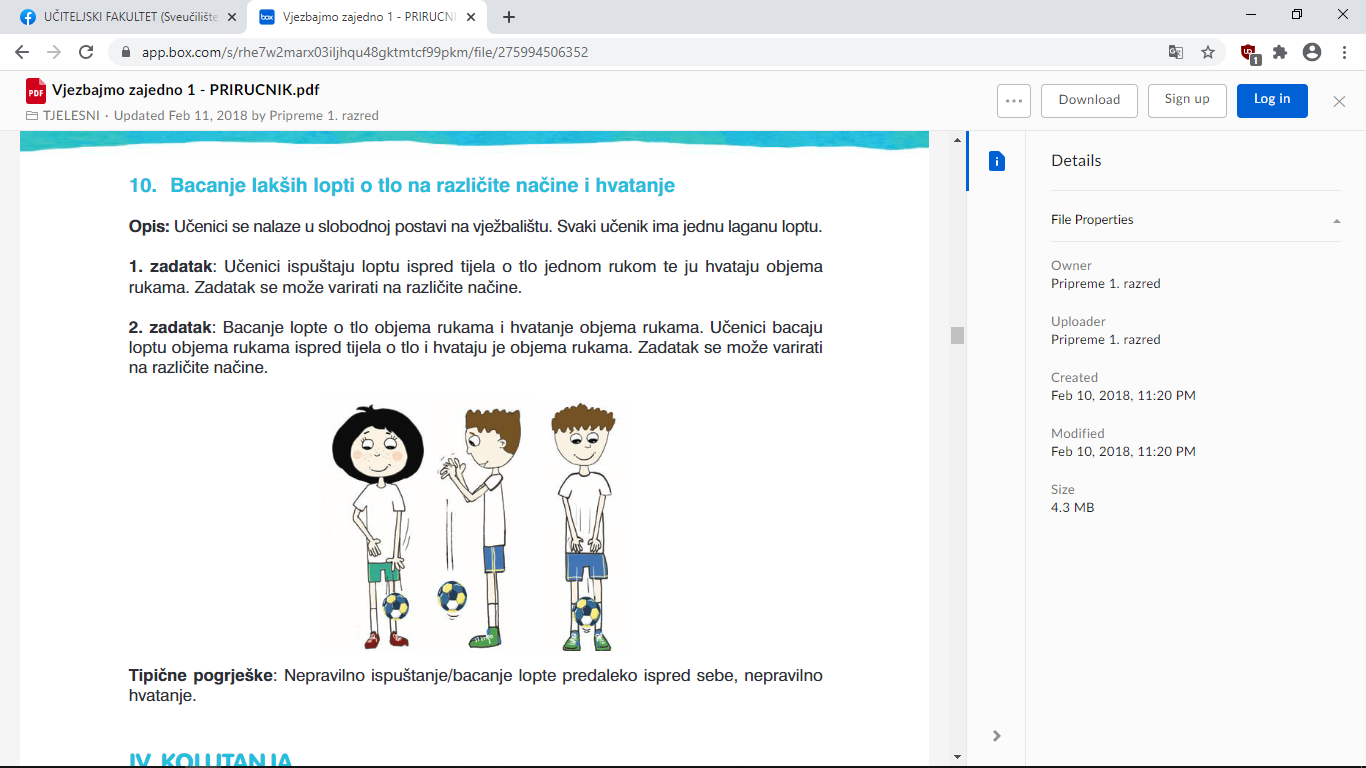 UČITELJSKI FAKULTET (Sveučilište
Vjezbajmo zajedno 1 - PRIRUCNI
app.box.com/s/rhe7w2marx03iljhqu48gktmtcf99pkm/file/275994506352
1
PDF
Vjezbajmo zajedno 1 - PRIRUCNIK.pdf
TJELESNI · Updated Feb 11, 2018 by Pripreme 1. razred
Download
Sign up
Log in
10. Bacanje lakših lopti o tlo na različite načine i hvatanje
Opis: Učenici se nalaze u slobodnoj postavi na vježbalištu. Svaki učenik ima jednu laganu loptu.
1. zadatak: Učenici ispuštaju loptu ispred tijela o tlo jednom rukom te ju hvataju objema
rukama. Zadatak se može varirati na različite načine.
2. zadatak: Bacanje lopte o tlo objema rukama i hvatanje objema rukama. Učenici bacaju
loptu objema rukama ispred tijela o tlo i hvataju je objema rukama. Zadatak se može varirati
na različite načine.
Tipične pogrješke: Nepravilno ispuštanje/bacanje lopte predaleko ispred sebe, nepravilno
hvatanje.
IV. KOLUTANJA
Details
File Properties
Owner
Pripreme 1. razred
Uploader
Pripreme 1. razred
Created
Feb 10, 2018, 11:20 PM
Modified
Feb 10, 2018, 11:20 PM
Size
4.3 MB